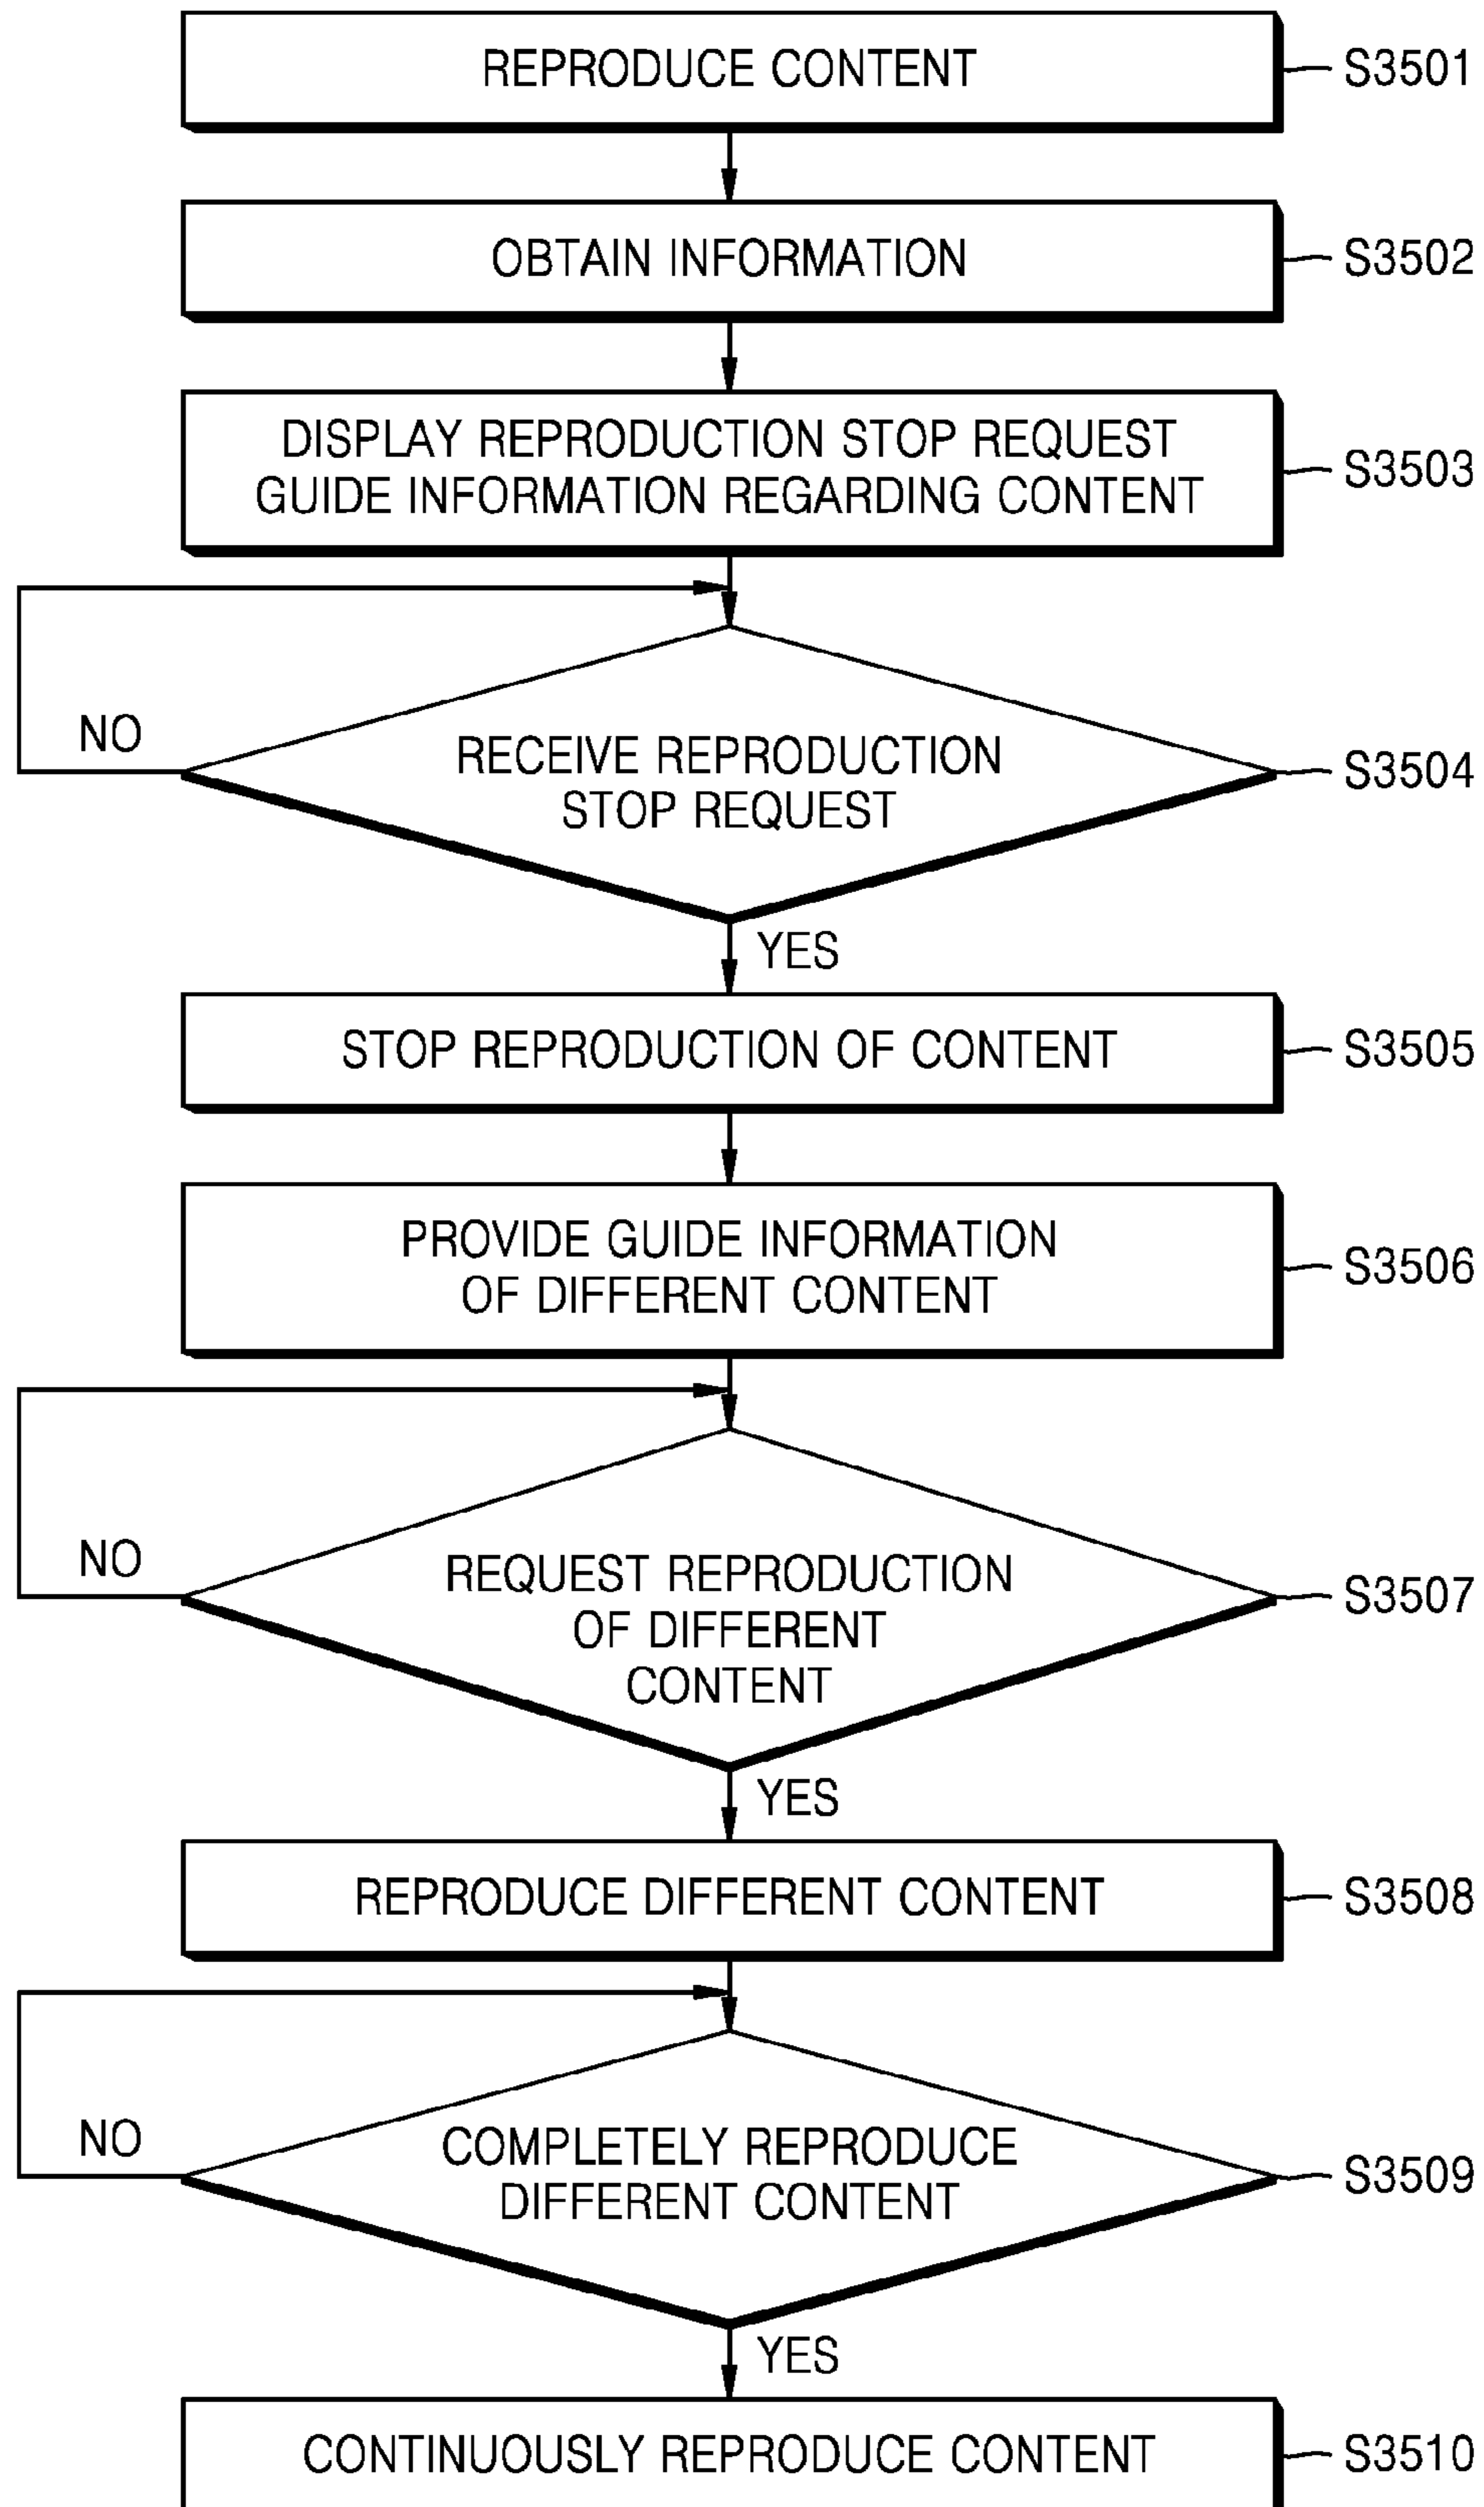 REPRODUCE CONTENT
S3501
OBTAIN INFORMATION
S3502
DISPLAY REPRODUCTION STOP REQUEST
GUIDE INFORMATION REGARDING CONTENT
S3503
NO
RECEIVE REPRODUCTION
STOP REQUEST
S3504
YES
STOP REPRODUCTION OF CONTENT
S3505
PROVIDE GUIDE INFORMATION
OF DIFFERENT CONTENT
S3506
NO
REQUEST REPRODUCTION
OF DIFFERENT
CONTENT
S3507
YES
REPRODUCE DIFFERENT CONTENT
S3508
NO
COMPLETELY REPRODUCE
DIFFERENT CONTENT
S3509
YES
CONTINUOUSLY REPRODUCE CONTENT
S3510